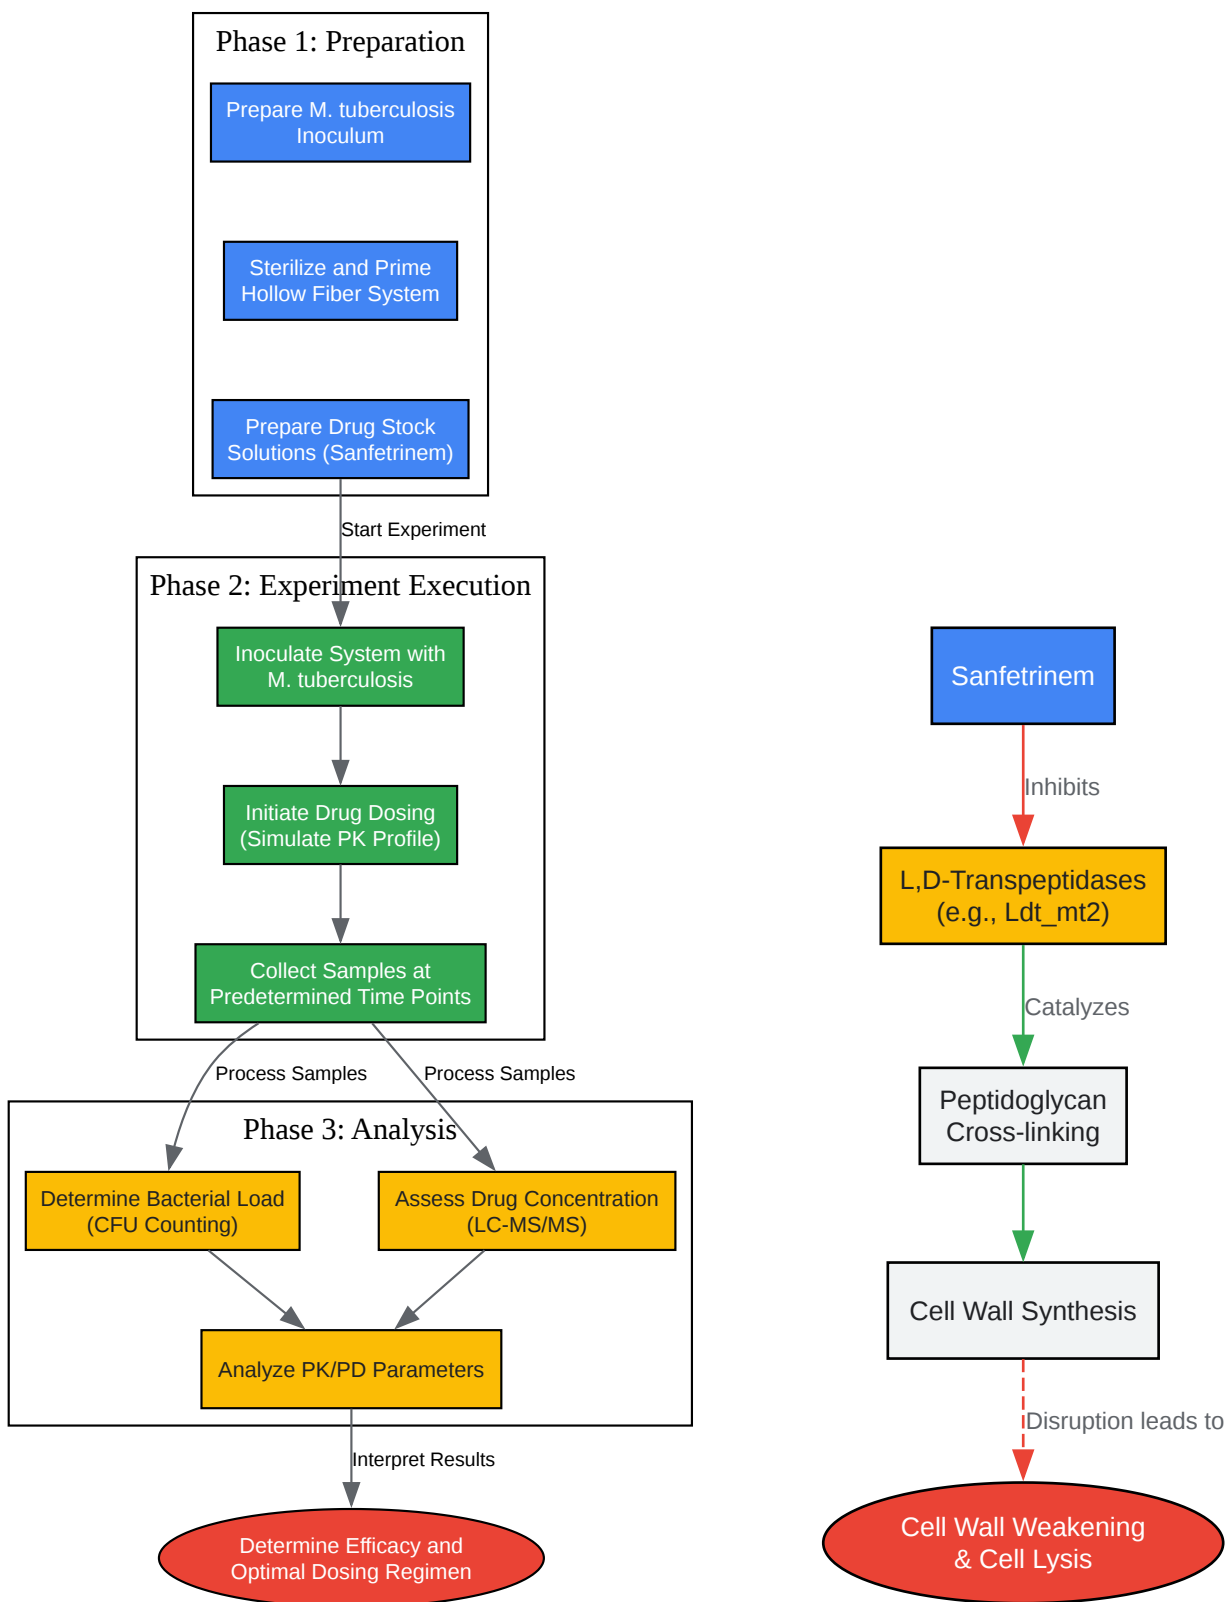 Phase 1: Preparation
Prepare M. tuberculosis
Inoculum
Sterilize and Prime
Hollow Fiber System
Prepare Drug Stock
Solutions (Sanfetrinem)
Start Experiment
Phase 2: Experiment Execution
Inoculate System with
M. tuberculosis
Initiate Drug Dosing
(Simulate PK Profile)
Collect Samples at
Predetermined Time Points
Process Samples
Process Samples
Phase 3: Analysis
Determine Bacterial Load
(CFU Counting)
Assess Drug Concentration
(LC-MS/MS)
Analyze PK/PD Parameters
Interpret Results
Determine Efficacy and
Optimal Dosing Regimen
Sanfetrinem
Inhibits
L,D-Transpeptidases
(e.g., Ldt_mt2)
Catalyzes
Peptidoglycan
Cross-linking
Cell Wall Synthesis
Disruption leads to
Cell Wall Weakening
& Cell Lysis